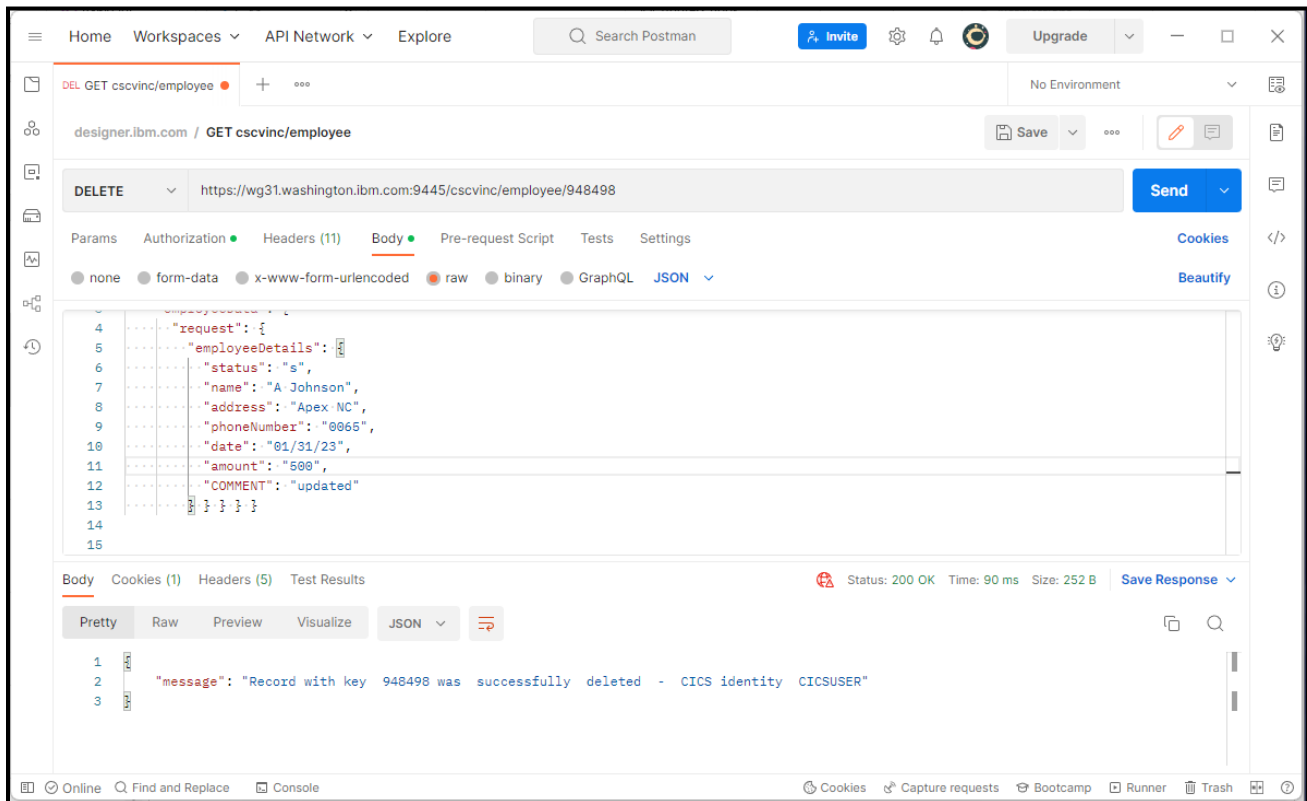 Home Workspaces API Network Explore Search Postman Invite Upgrade
DEL GET cscvinc/employee No Environment
designer.ibm.com / GET cscvinc/employee Save
DELETE https://wg31.washington.ibm.com:9445/cscvinc/employee/948498 Send
Params Authorization Headers (11) Body Pre-request Script Tests Settings Cookies
none form-data x-www-form-urlencoded raw binary GraphQL JSON Beautify
4 "request": {
5 "employeeDetails": {
6 "status": "s",
7 "name": "A Johnson",
8 "address": "Apex NC",
9 "phoneNumber": "0065",
10 "date": "01/31/23",
11 "amount": "500",
12 "COMMENT": "updated"
13 } } } } }
14
15
Body Cookies (1) Headers (5) Test Results Status: 200 OK Time: 90 ms Size: 252 B Save Response
Pretty Raw Preview Visualize JSON
1 {
2 "message": "Record with key 948498 was successfully deleted - CICS identity CICSUSER"
3 }
Online Find and Replace Console Cookies Capture requests Bootcamp Runner Trash